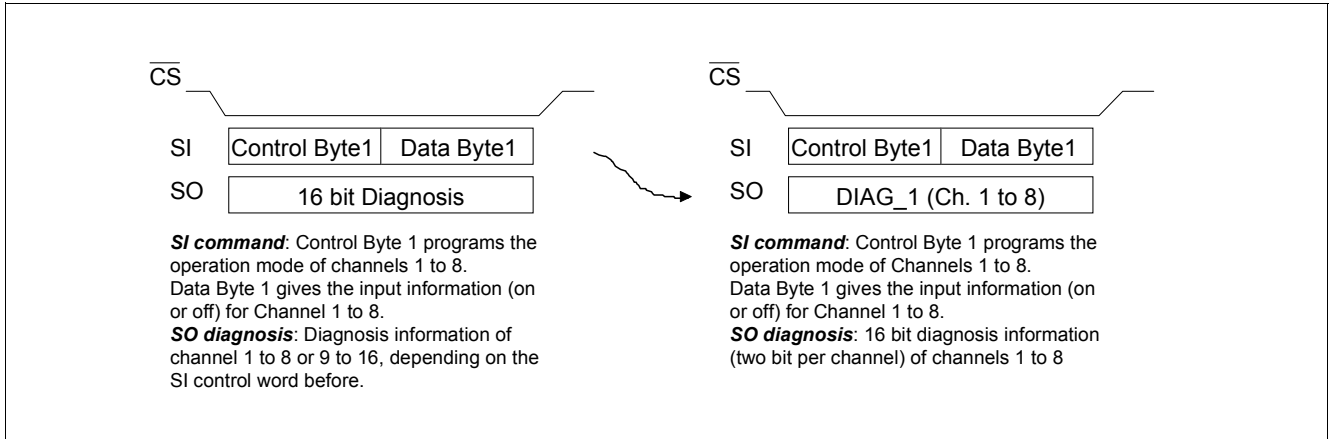 CS
SI Control Byte1 Data Byte1
SO 16 bit Diagnosis
SI command: Control Byte 1 programs the
operation mode of channels 1 to 8.
Data Byte 1 gives the input information (on
or off) for Channel 1 to 8.
SO diagnosis: Diagnosis information of
channel 1 to 8 or 9 to 16, depending on the
SI control word before.
CS
SI Control Byte1 Data Byte1
SO DIAG_1 (Ch. 1 to 8)
SI command: Control Byte 1 programs the
operation mode of Channels 1 to 8.
Data Byte 1 gives the input information (on
or off) for Channel 1 to 8.
SO diagnosis: 16 bit diagnosis information
(two bit per channel) of channels 1 to 8